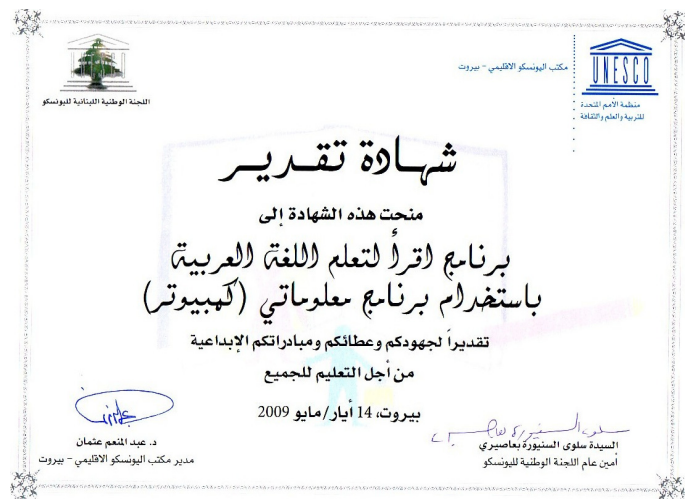 اللجنة الوطنية اللبنانية لليونسكو
مكتب اليونسكو الاقليمي - بيروت
UNESCO
منظمة الأمم المتحدة
للتربية والعلم والثقافة
شهادة تقدير
منحت هذه الشهادة إلى
برنامج اقرأ لتعلم اللغة العربية
باستخدام برنامج معلوماتي (كمبيوتر)
تقديراً لجهودكم وعطائكم ومبادراتكم الإبداعية
من أجل التعليم للجميع
بيروت، 14 أيار/مايو 2009
سلوى السنيورة بعاصيري
السيدة سلوى السنيورة بعاصيري
أمين عام اللجنة الوطنية لليونسكو
د. عبد المنعم عثمان
مدير مكتب اليونسكو الاقليمي - بيروت